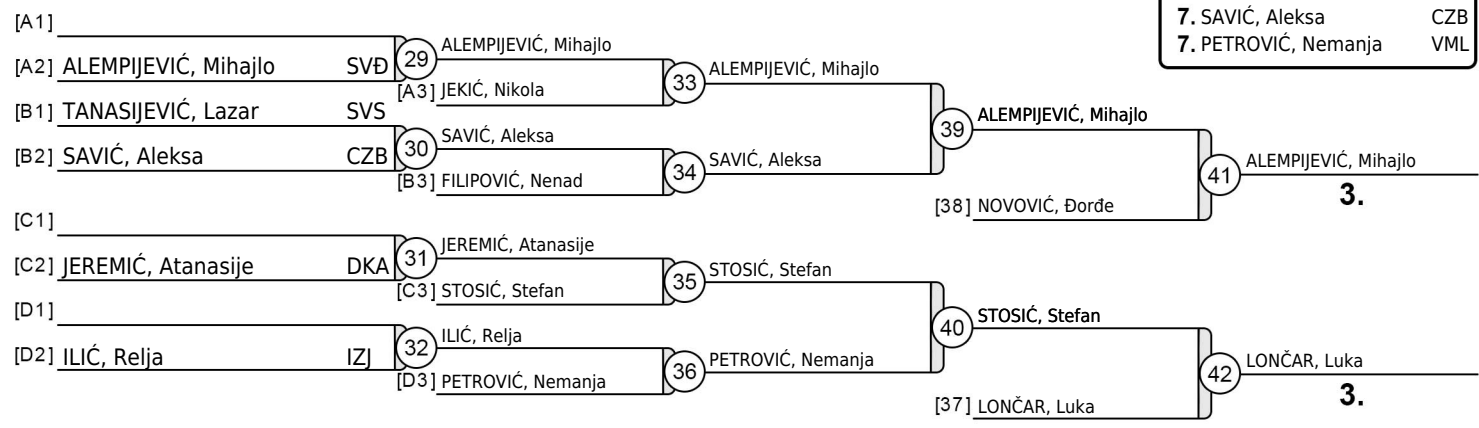 7. SAVIĆ, Aleksa CZB
7. PETROVIĆ, Nemanja VML
[A1]
[A2] ALEMPIJEVIĆ, Mihajlo SVĐ
29
ALEMPIJEVIĆ, Mihajlo
[A3] JEKIĆ, Nikola
33
ALEMPIJEVIĆ, Mihajlo
[B1] TANASIJEVIĆ, Lazar SVS
[B2] SAVIĆ, Aleksa CZB
30
SAVIĆ, Aleksa
[B3] FILIPOVIĆ, Nenad
34
SAVIĆ, Aleksa
39
ALEMPIJEVIĆ, Mihajlo
[38] NOVOVIĆ, Đorđe
41
ALEMPIJEVIĆ, Mihajlo
3.
[C1]
[C2] JEREMIĆ, Atanasije DKA
31
JEREMIĆ, Atanasije
[C3] STOSIĆ, Stefan
35
STOSIĆ, Stefan
[D1]
[D2] ILIĆ, Relja IZJ
32
ILIĆ, Relja
[D3] PETROVIĆ, Nemanja
36
PETROVIĆ, Nemanja
40
STOSIĆ, Stefan
[37] LONČAR, Luka
42
LONČAR, Luka
3.